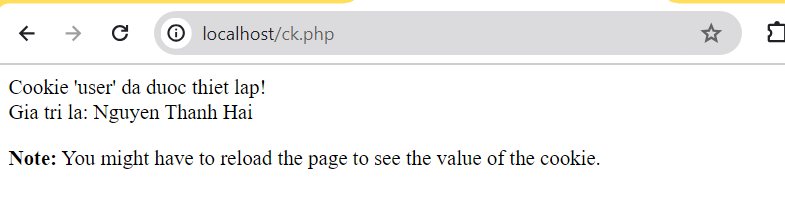 localhost/ck.php
Cookie 'user' da duoc thiet lap!
Gia tri la: Nguyen Thanh Hai
Note: You might have to reload the page to see the value of the cookie.